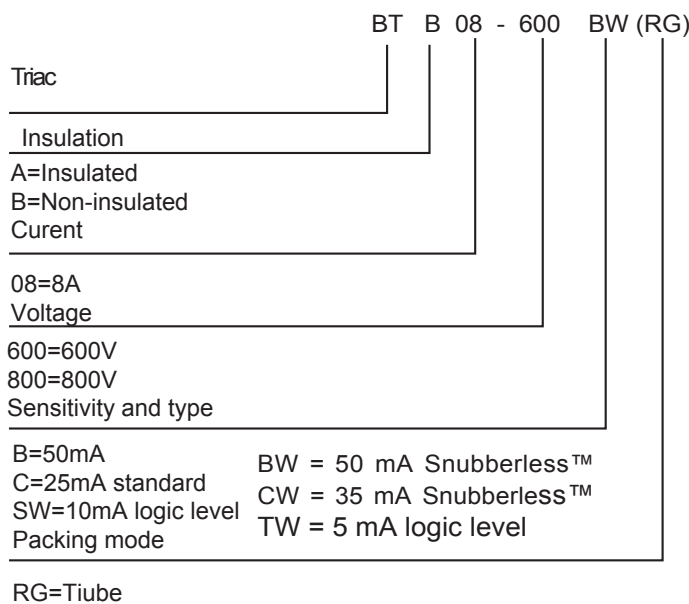 BT B 08 - 600 BW (RG)
Triac
Insulation
A=Insulated
B=Non-insulated
Curent
08=8A
Voltage
600=600V
800=800V
Sensitivity and type
B=50mA
C=25mA standard
SW=10mA logic level
BW = 50 mA Snubberless™
CW = 35 mA Snubberless™
TW = 5 mA logic level
Packing mode
RG=Tiube